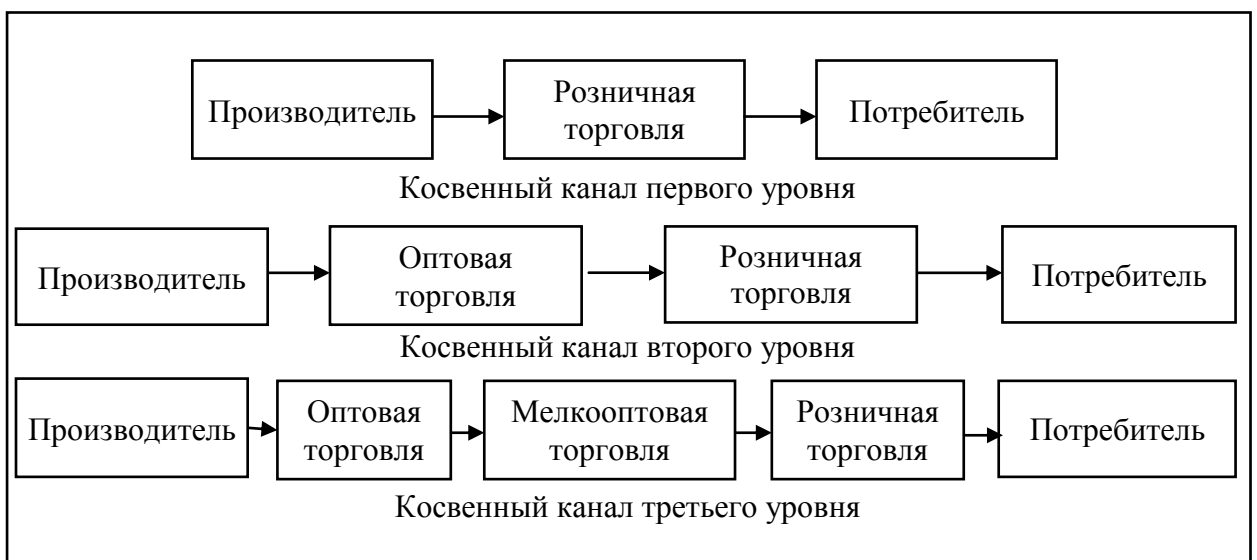 Производитель
Розничная
торговля
Потребитель
Косвенный канал первого уровня
Производитель
Оптовая
торговля
Розничная
торговля
Потребитель
Косвенный канал второго уровня
Производитель
Оптовая
торговля
Мелкооптовая
торговля
Розничная
торговля
Потребитель
Косвенный канал третьего уровня